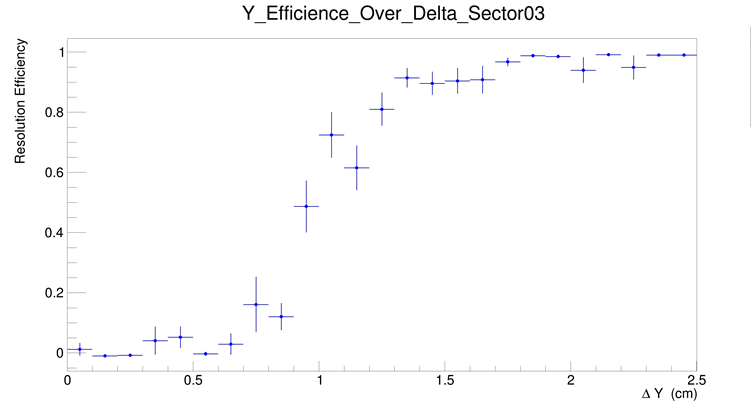 Y_Efficience_Over_Delta_Sector03
Resolution Efficiency
1
0.8
0.6
0.4
0.2
0
0 0.5 1 1.5 2 2.5
Δ Y (cm)